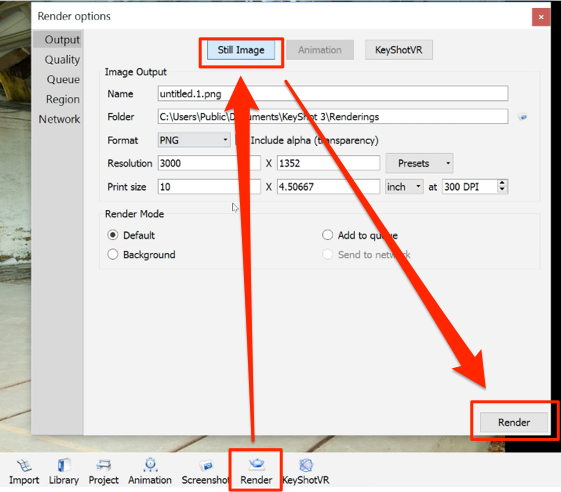 Render options
Output
Quality
Queue
Region
Network
Still Image Animation KeyShotVR
Image Output
Name untitled.1.png
Folder C:\Users\Public\Documents\KeyShot 3\Renderings
Format PNG Include alpha (transparency)
Resolution 3000 X 1352 Presets
Print size 10 X 4.50667 inch at 300 DPI
Render Mode
Default Add to queue
Background Send to network
Render
Import Library Project Animation Screenshot Render KeyShotVR